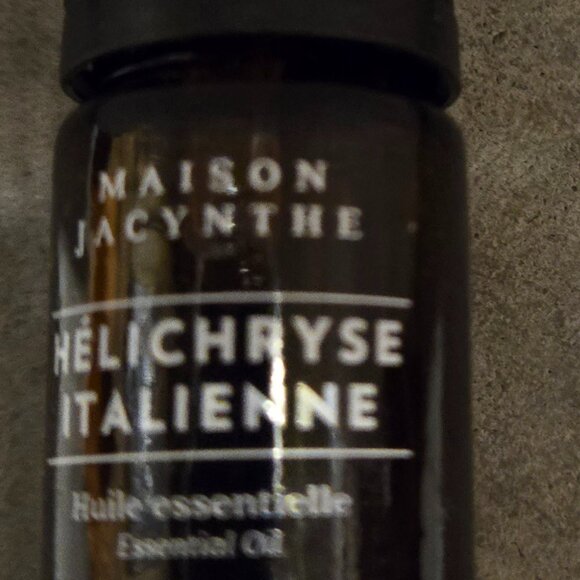 MAISON
JACYNTHE
HÉLICHRYSE
ITALIENNE
Huile essentielle
Essential Oil